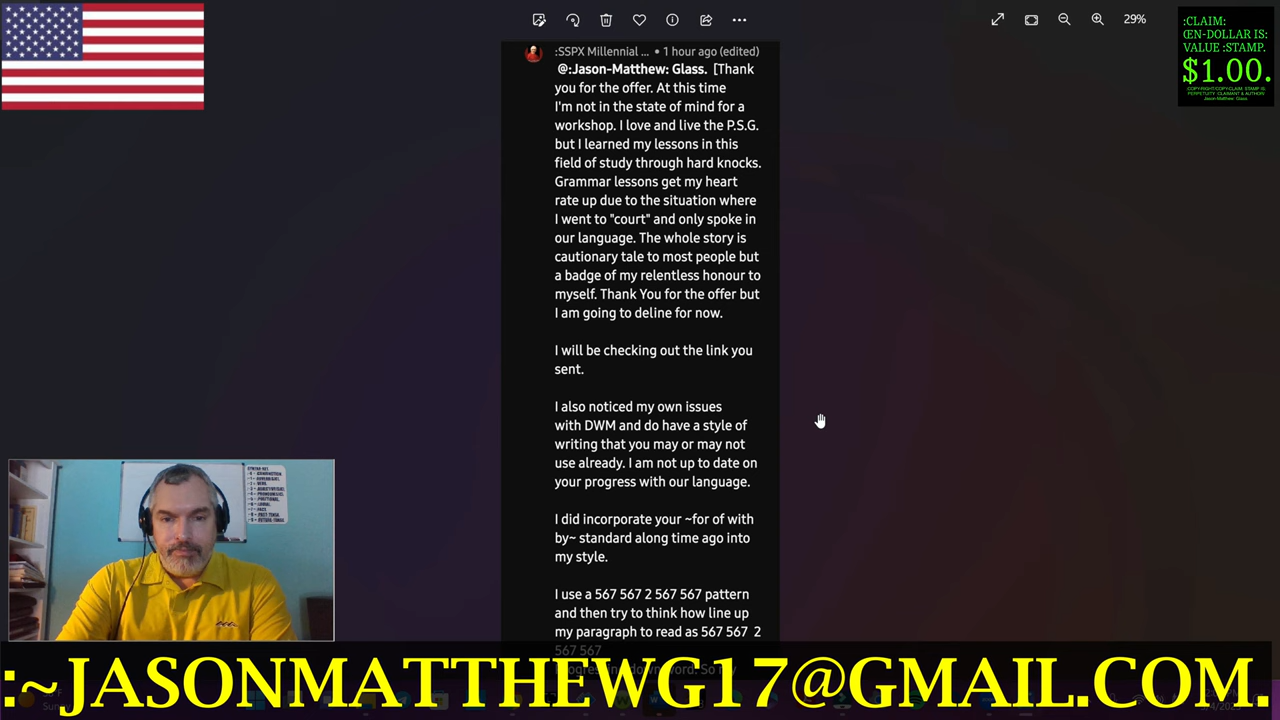 29%
:CLAIM:
ŒN-DOLLAR IS:
VALUE :STAMP.
$1.00.
Jason-Matthew: Glass.
:SSPX Millennial ... • 1 hour ago (edited)
@:Jason-Matthew: Glass. [Thank
you for the offer. At this time
I'm not in the state of mind for a
workshop. I love and live the P.S.G.
but I learned my lessons in this
field of study through hard knocks.
Grammar lessons get my heart
rate up due to the situation where
I went to "court" and only spoke in
our language. The whole story is
cautionary tale to most people but
a badge of my relentless honour to
myself. Thank You for the offer but
I am going to deline for now.
I will be checking out the link you
sent.
I also noticed my own issues
with DWM and do have a style of
writing that you may or may not
use already. I am not up to date on
your progress with our language.
I did incorporate your ~for of with
by~ standard along time ago into
my style.
I use a 567 567 2 567 567 pattern
and then try to think how line up
my paragraph to read as 567 567 2
567 567
:~JASONMATTHEWG17@GMAIL.COM.